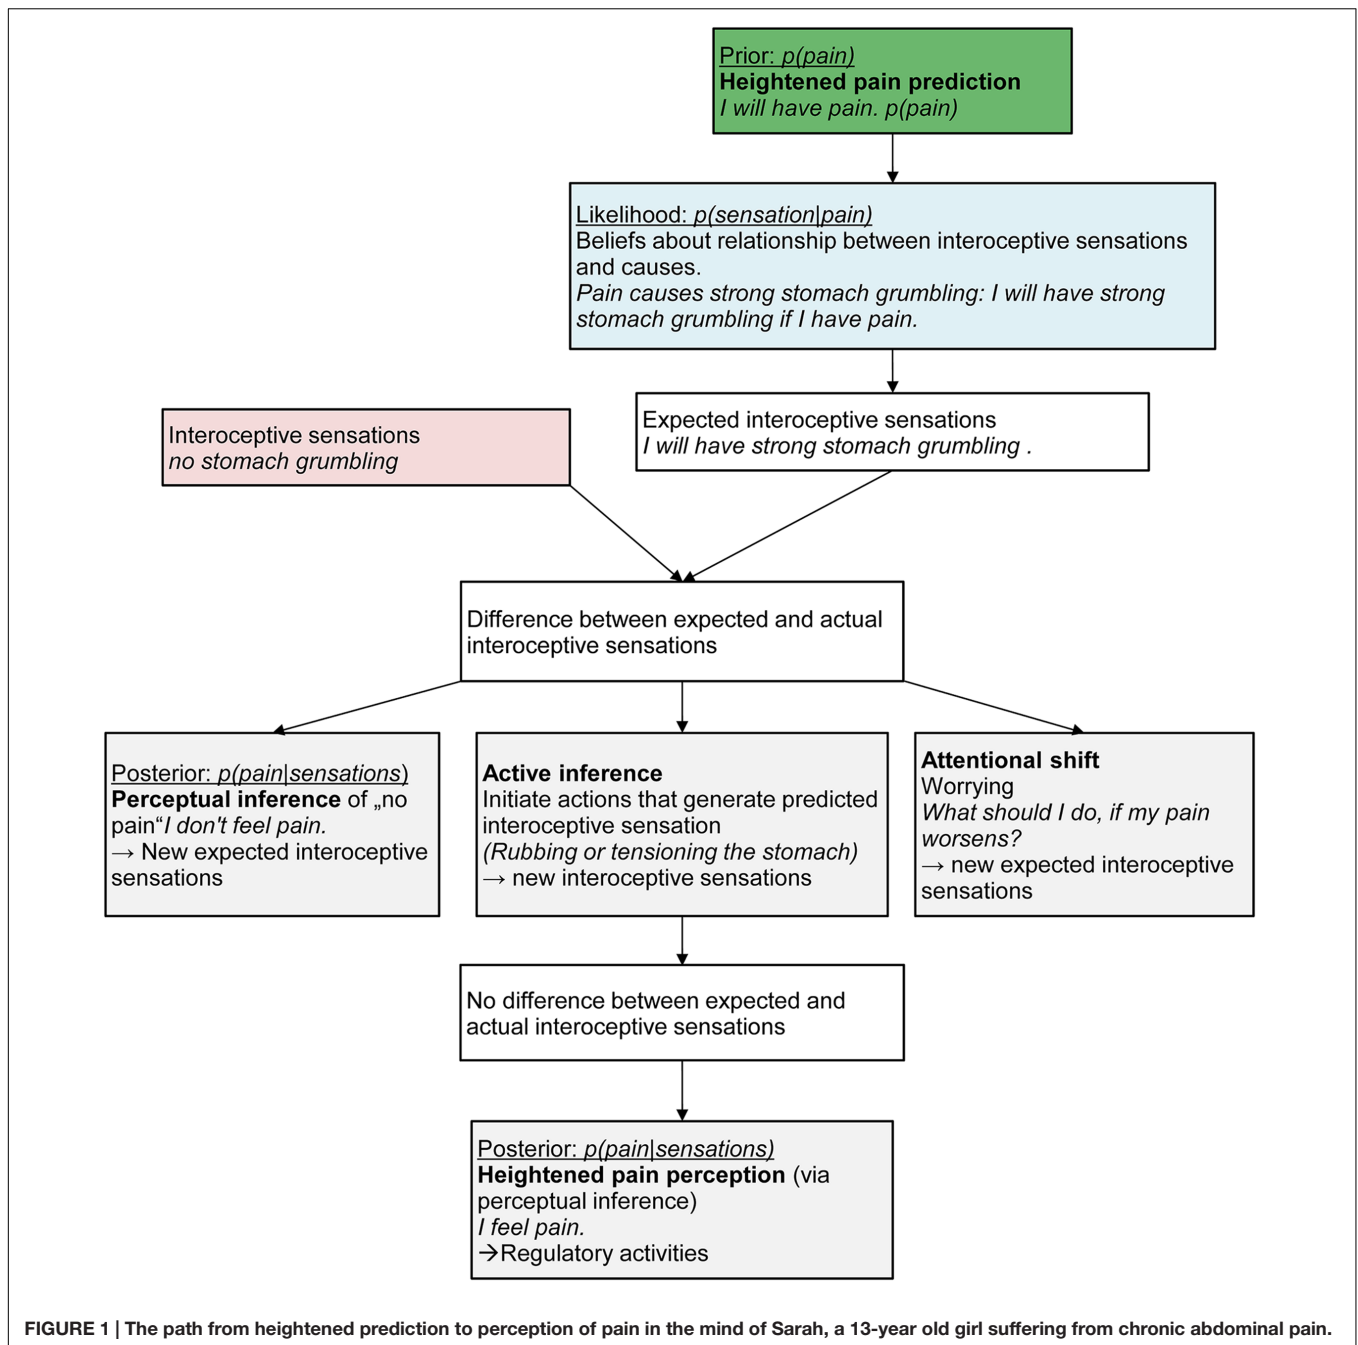 Prior: p(pain)
Heightened pain prediction
I will have pain. p(pain)
Likelihood: p(sensation|pain)
Beliefs about relationship between interoceptive sensations
and causes.
Pain causes strong stomach grumbling: I will have strong
stomach grumbling if I have pain.
Interoceptive sensations
no stomach grumbling
Expected interoceptive sensations
I will have strong stomach grumbling .
Difference between expected and actual
interoceptive sensations
Posterior: p(pain|sensations)
Perceptual inference of „no
pain“I don't feel pain.
→ New expected interoceptive
sensations
Active inference
Initiate actions that generate predicted
interoceptive sensation
(Rubbing or tensioning the stomach)
→ new interoceptive sensations
Attentional shift
Worrying
What should I do, if my pain
worsens?
→ new expected interoceptive
sensations
No difference between expected and
actual interoceptive sensations
Posterior: p(pain|sensations)
Heightened pain perception (via
perceptual inference)
I feel pain.
→Regulatory activities
FIGURE 1 | The path from heightened prediction to perception of pain in the mind of Sarah, a 13-year old girl suffering from chronic abdominal pain.